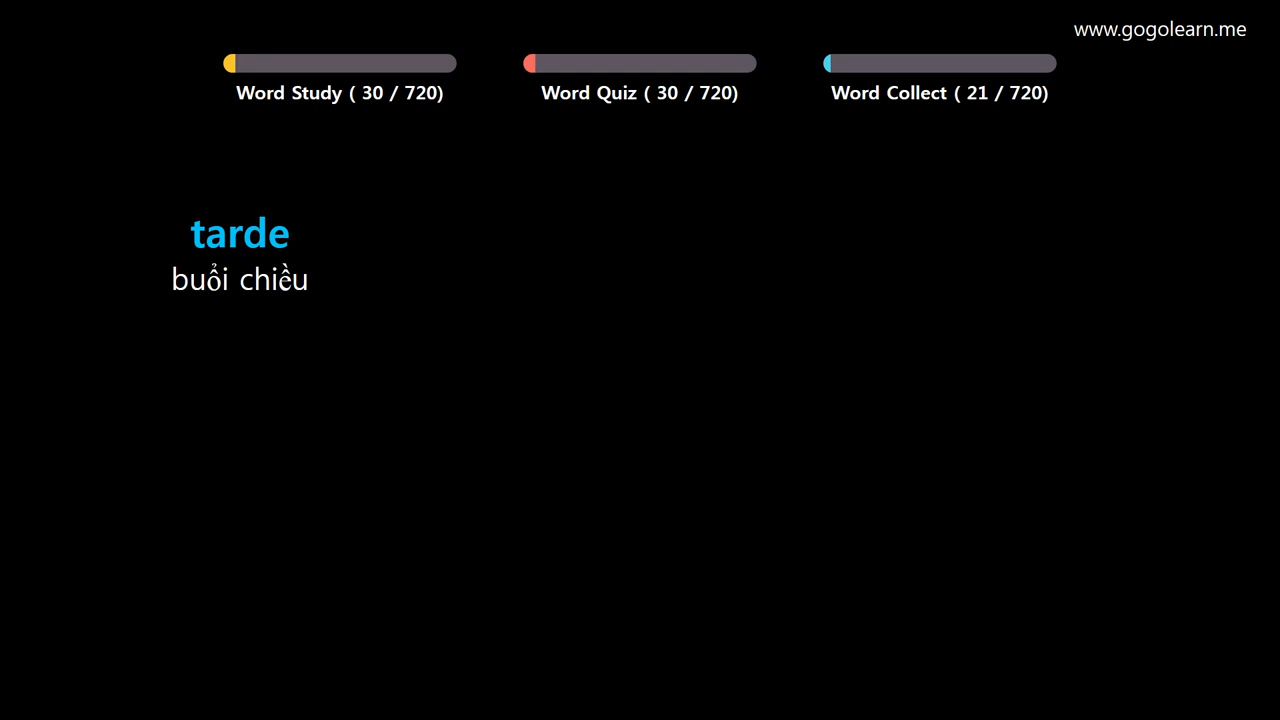 www.gogolearn.me
Word Study ( 30 / 720)
Word Quiz ( 30 / 720)
Word Collect ( 21 / 720)
tarde
buổi chiều